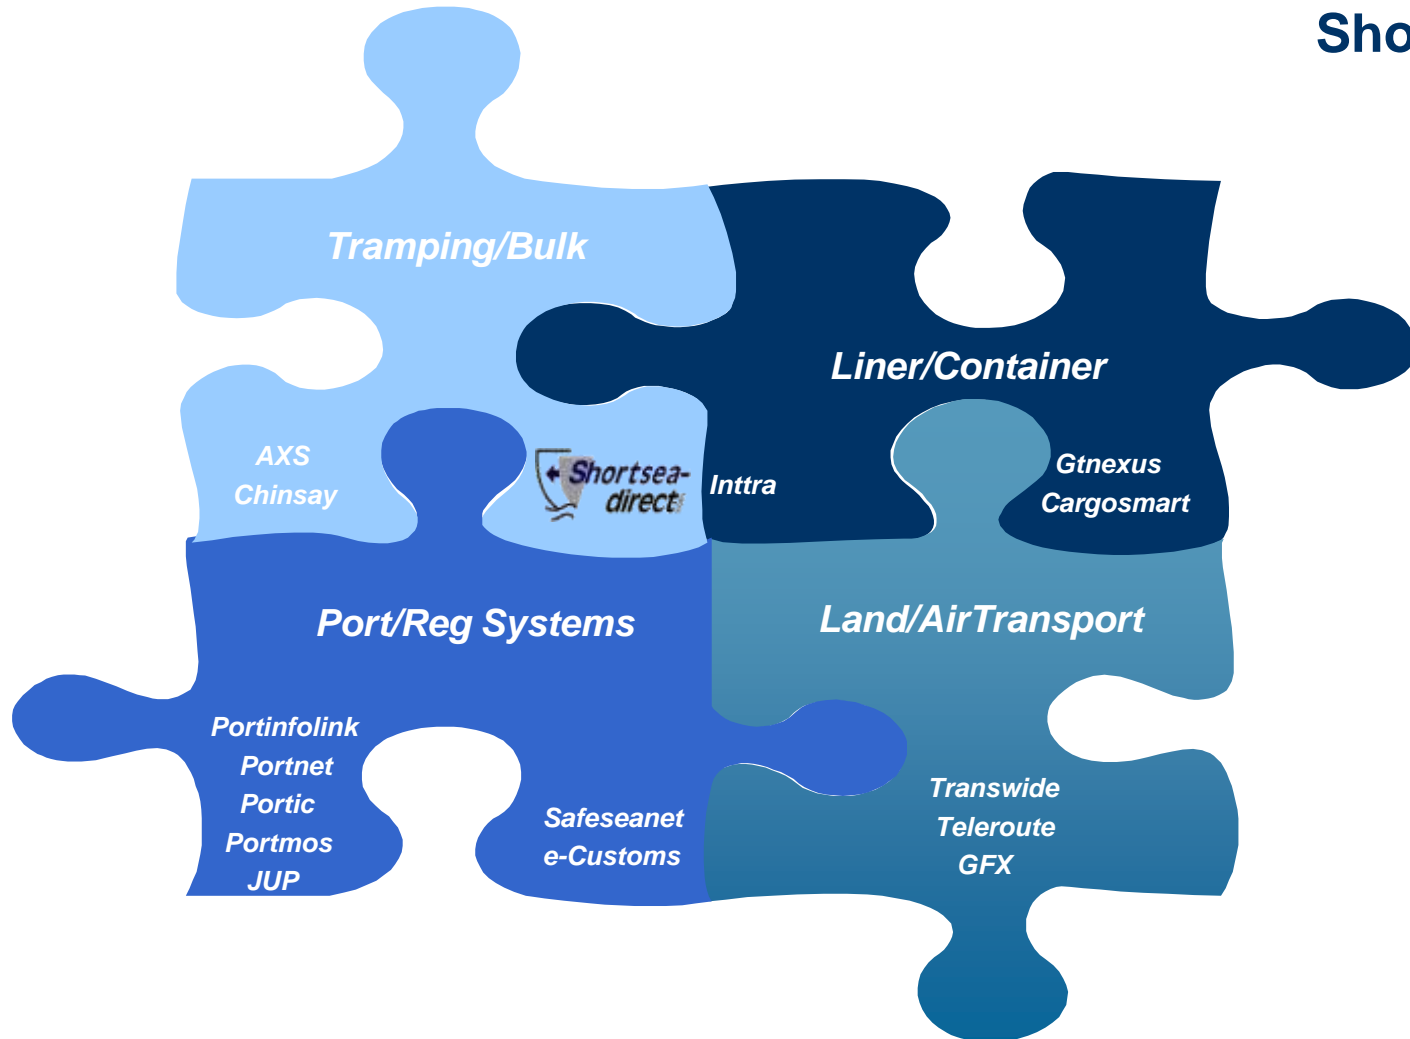 Sho
Tramping/Bulk
Liner/Container
AXS
Chinsay
Shortsea-
direct
Inttra
Gtnexus
Cargosmart
Port/Reg Systems
Land/AirTransport
Portinfolink
Portnet
Portic
Portmos
JUP
Safeseanet
e-Customs
Transwide
Teleroute
GFX